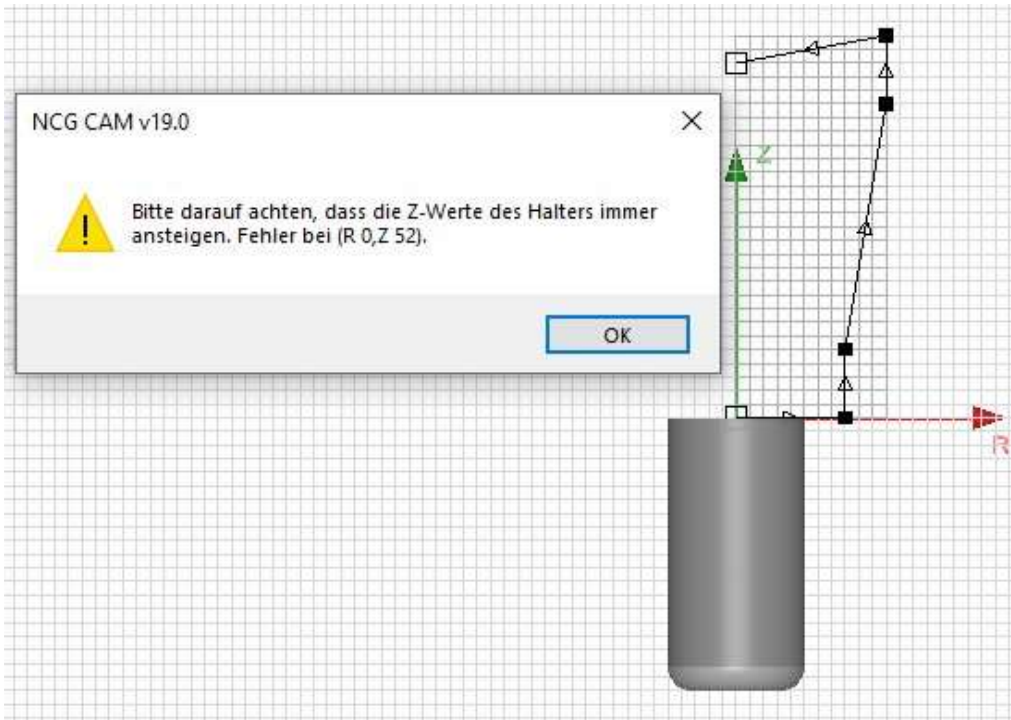 NCG CAM v19.0
Z
Bitte darauf achten, dass die Z-Werte des Halters immer
ansteigen. Fehler bei (R 0,Z 52).
OK
R